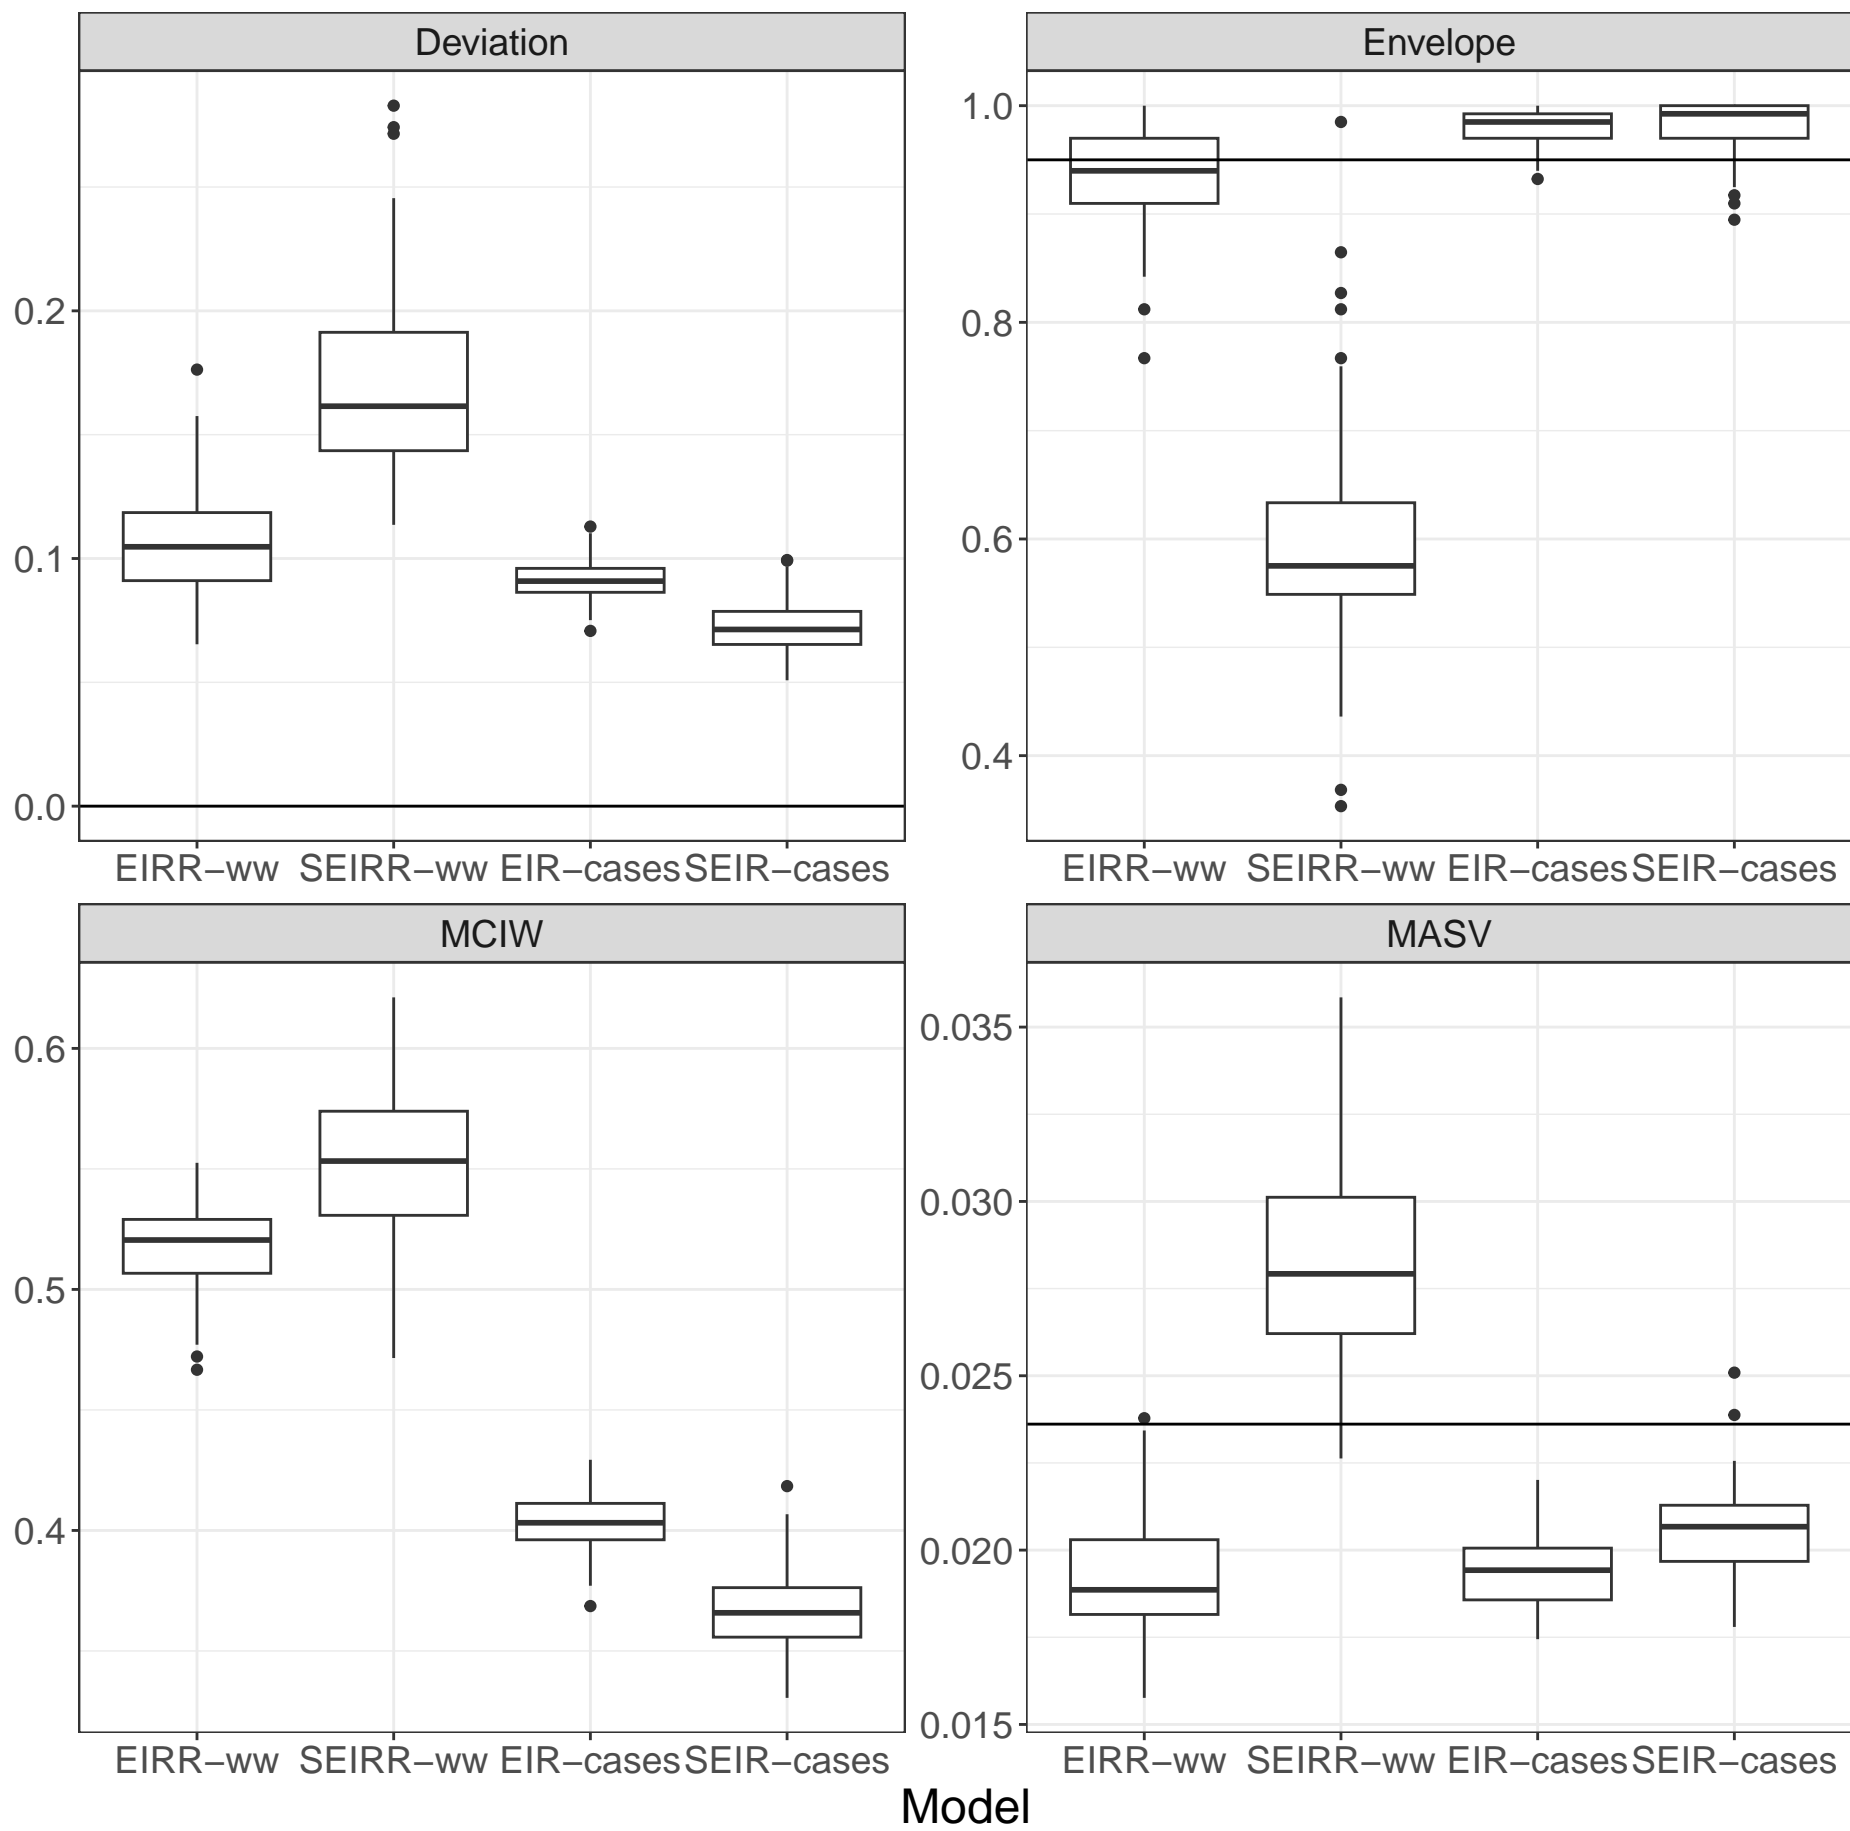 Deviation
Envelope
0.2
0.1
0.0
1.0
0.8
0.6
0.4
EIRR−ww SEIRR−ww EIR−cases SEIR−cases
EIRR−ww SEIRR−ww EIR−cases SEIR−cases
MCIW
MASV
0.6
0.5
0.4
0.035
0.030
0.025
0.020
0.015
EIRR−ww SEIRR−ww EIR−cases SEIR−cases
EIRR−ww SEIRR−ww EIR−cases SEIR−cases
Model